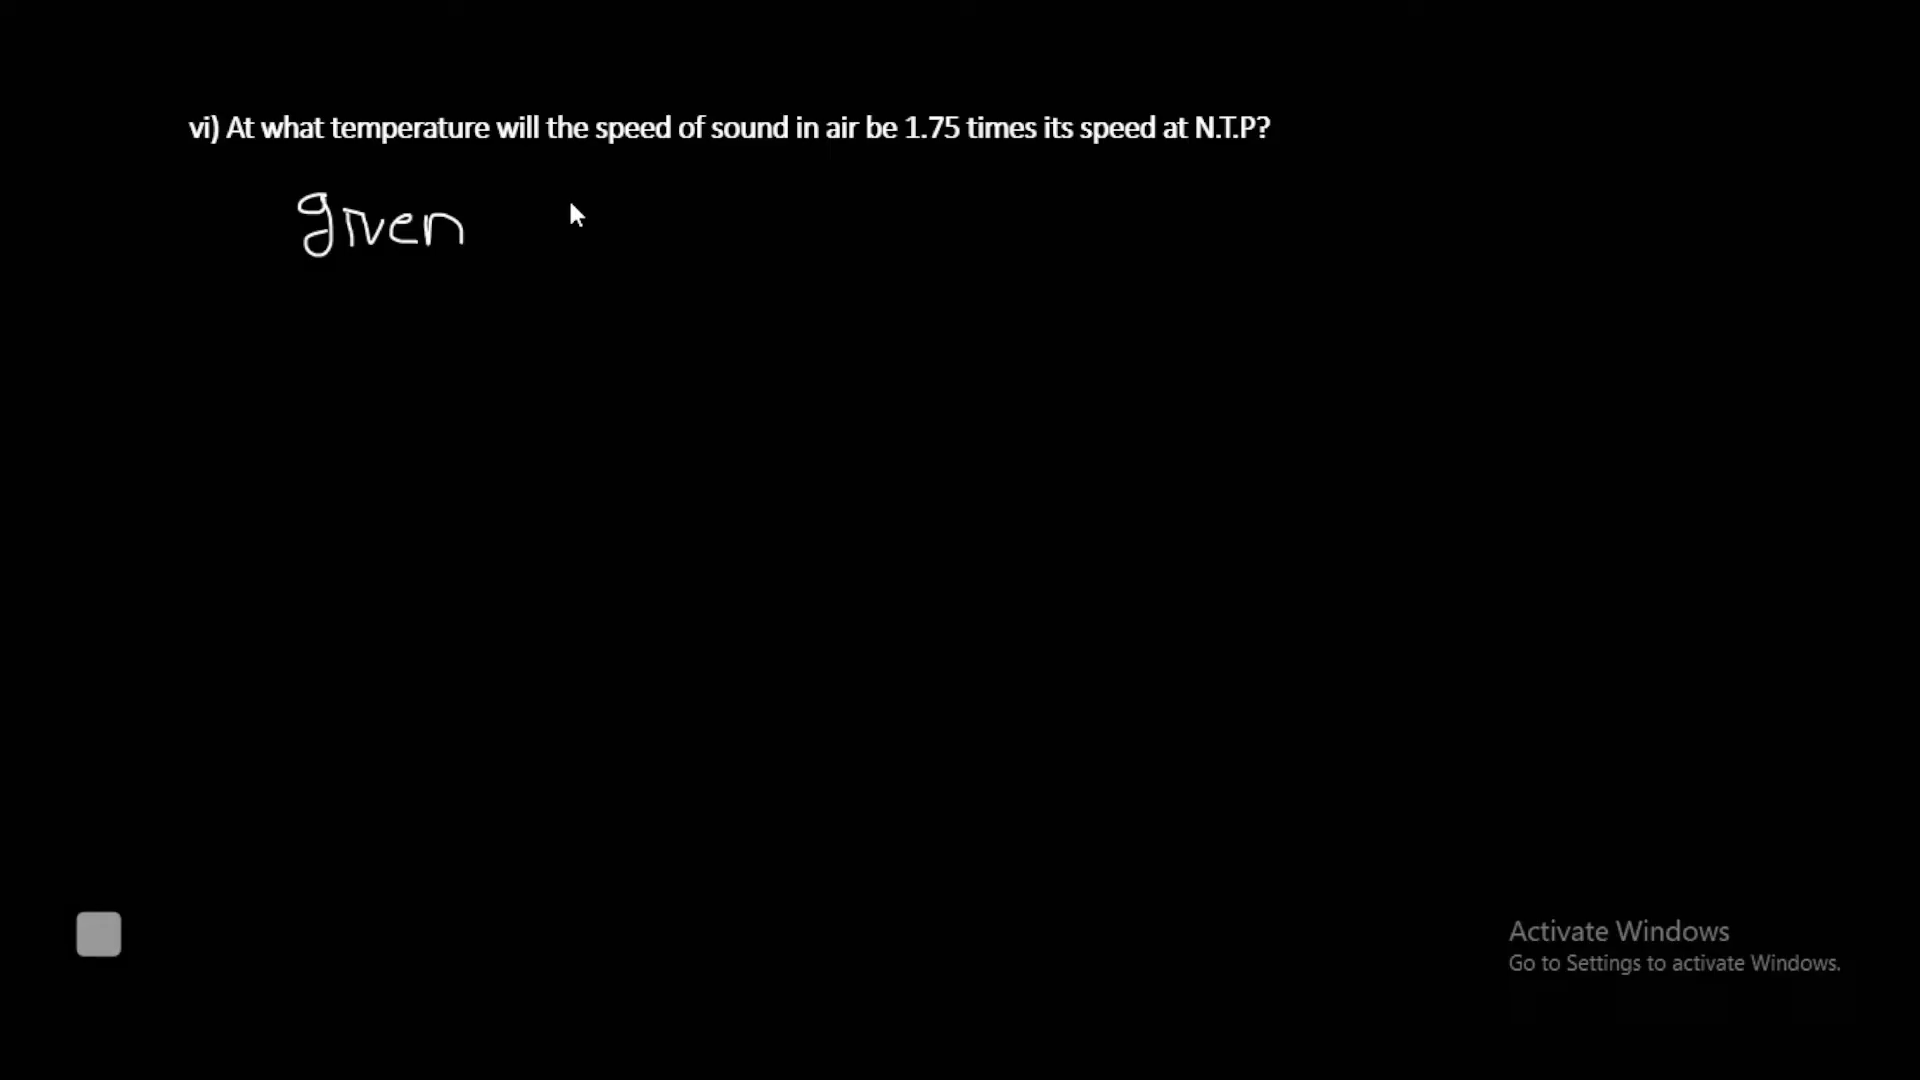 vi) At what temperature will the speed of sound in air be 1.75 times its speed at N.T.P?
given
Activate Windows
Go to Settings to activate Windows.